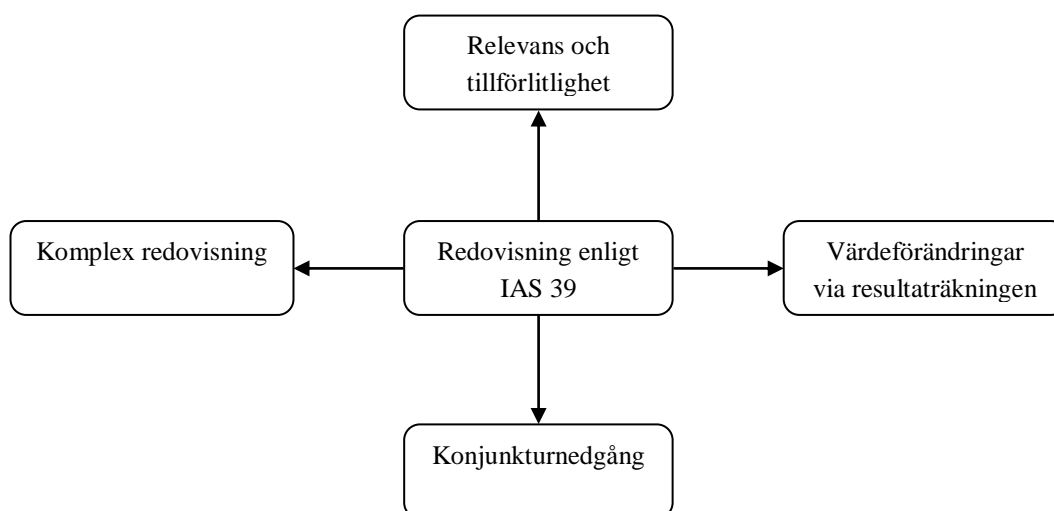 Relevans och
tillförlitlighet
Komplex redovisning
Redovisning enligt
IAS 39
Värdeförändringar
via resultaträkningen
Konjunkturnedgång